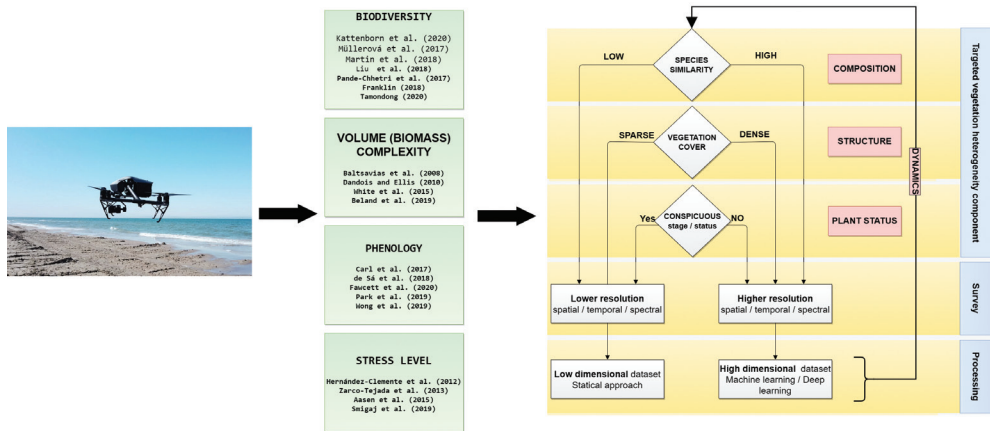 BIODIVERSITY
Kattenborn et al. (2020)
Müllerová et al. (2017)
Martin et al. (2018)
Liu et al. (2018)
Pande-Chhetri et al. (2017)
Franklin (2018)
Tamondong (2020)
VOLUME (BIOMASS)
COMPLEXITY
Baltsavias et al. (2008)
Dandois and Ellis (2010)
White et al. (2015)
Beland et al. (2019)
PHENOLOGY
Carl et al. (2017)
de Sá et al. (2018)
Fawcett et al. (2020)
Park et al. (2019)
Wong et al. (2019)
STRESS LEVEL
Hernández-Clemente et al. (2012)
Zarco-Tejada et al. (2013)
Aasen et al. (2015)
Smigaj et al. (2019)
LOW
SPECIES
SIMILARITY
HIGH
COMPOSITION
SPARSE
VEGETATION
COVER
DENSE
STRUCTURE
Yes
CONSPICUOUS
stage / status
NO
PLANT STATUS
DYNAMICS
Targeted vegetation heterogeneity component
Lower resolution
spatial / temporal / spectral
Higher resolution
spatial / temporal / spectral
Survey
Low dimensional dataset
Statical approach
High dimensional dataset
Machine learning / Deep
learning
Processing